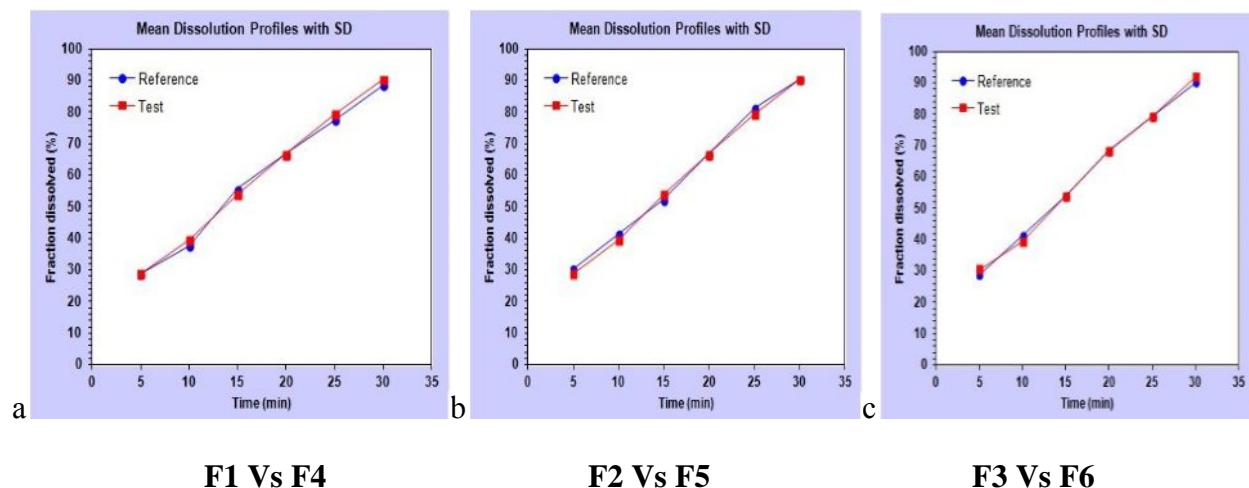 Mean Dissolution Profiles with SD
Fraction dissolved (%)
100
90
80
70
60
50
40
30
20
10
0
Reference
Test
0 5 10 15 20 25 30 35
Time (min)
a
Mean Dissolution Profiles with SD
Fraction dissolved (%)
100
90
80
70
60
50
40
30
20
10
0
Reference
Test
0 5 10 15 20 25 30 35
Time (min)
b
Mean Dissolution Profiles with SD
Fraction dissolved (%)
100
90
80
70
60
50
40
30
20
10
0
Reference
Test
0 5 10 15 20 25 30 35
Time (min)
c
F1 Vs F4
F2 Vs F5
F3 Vs F6